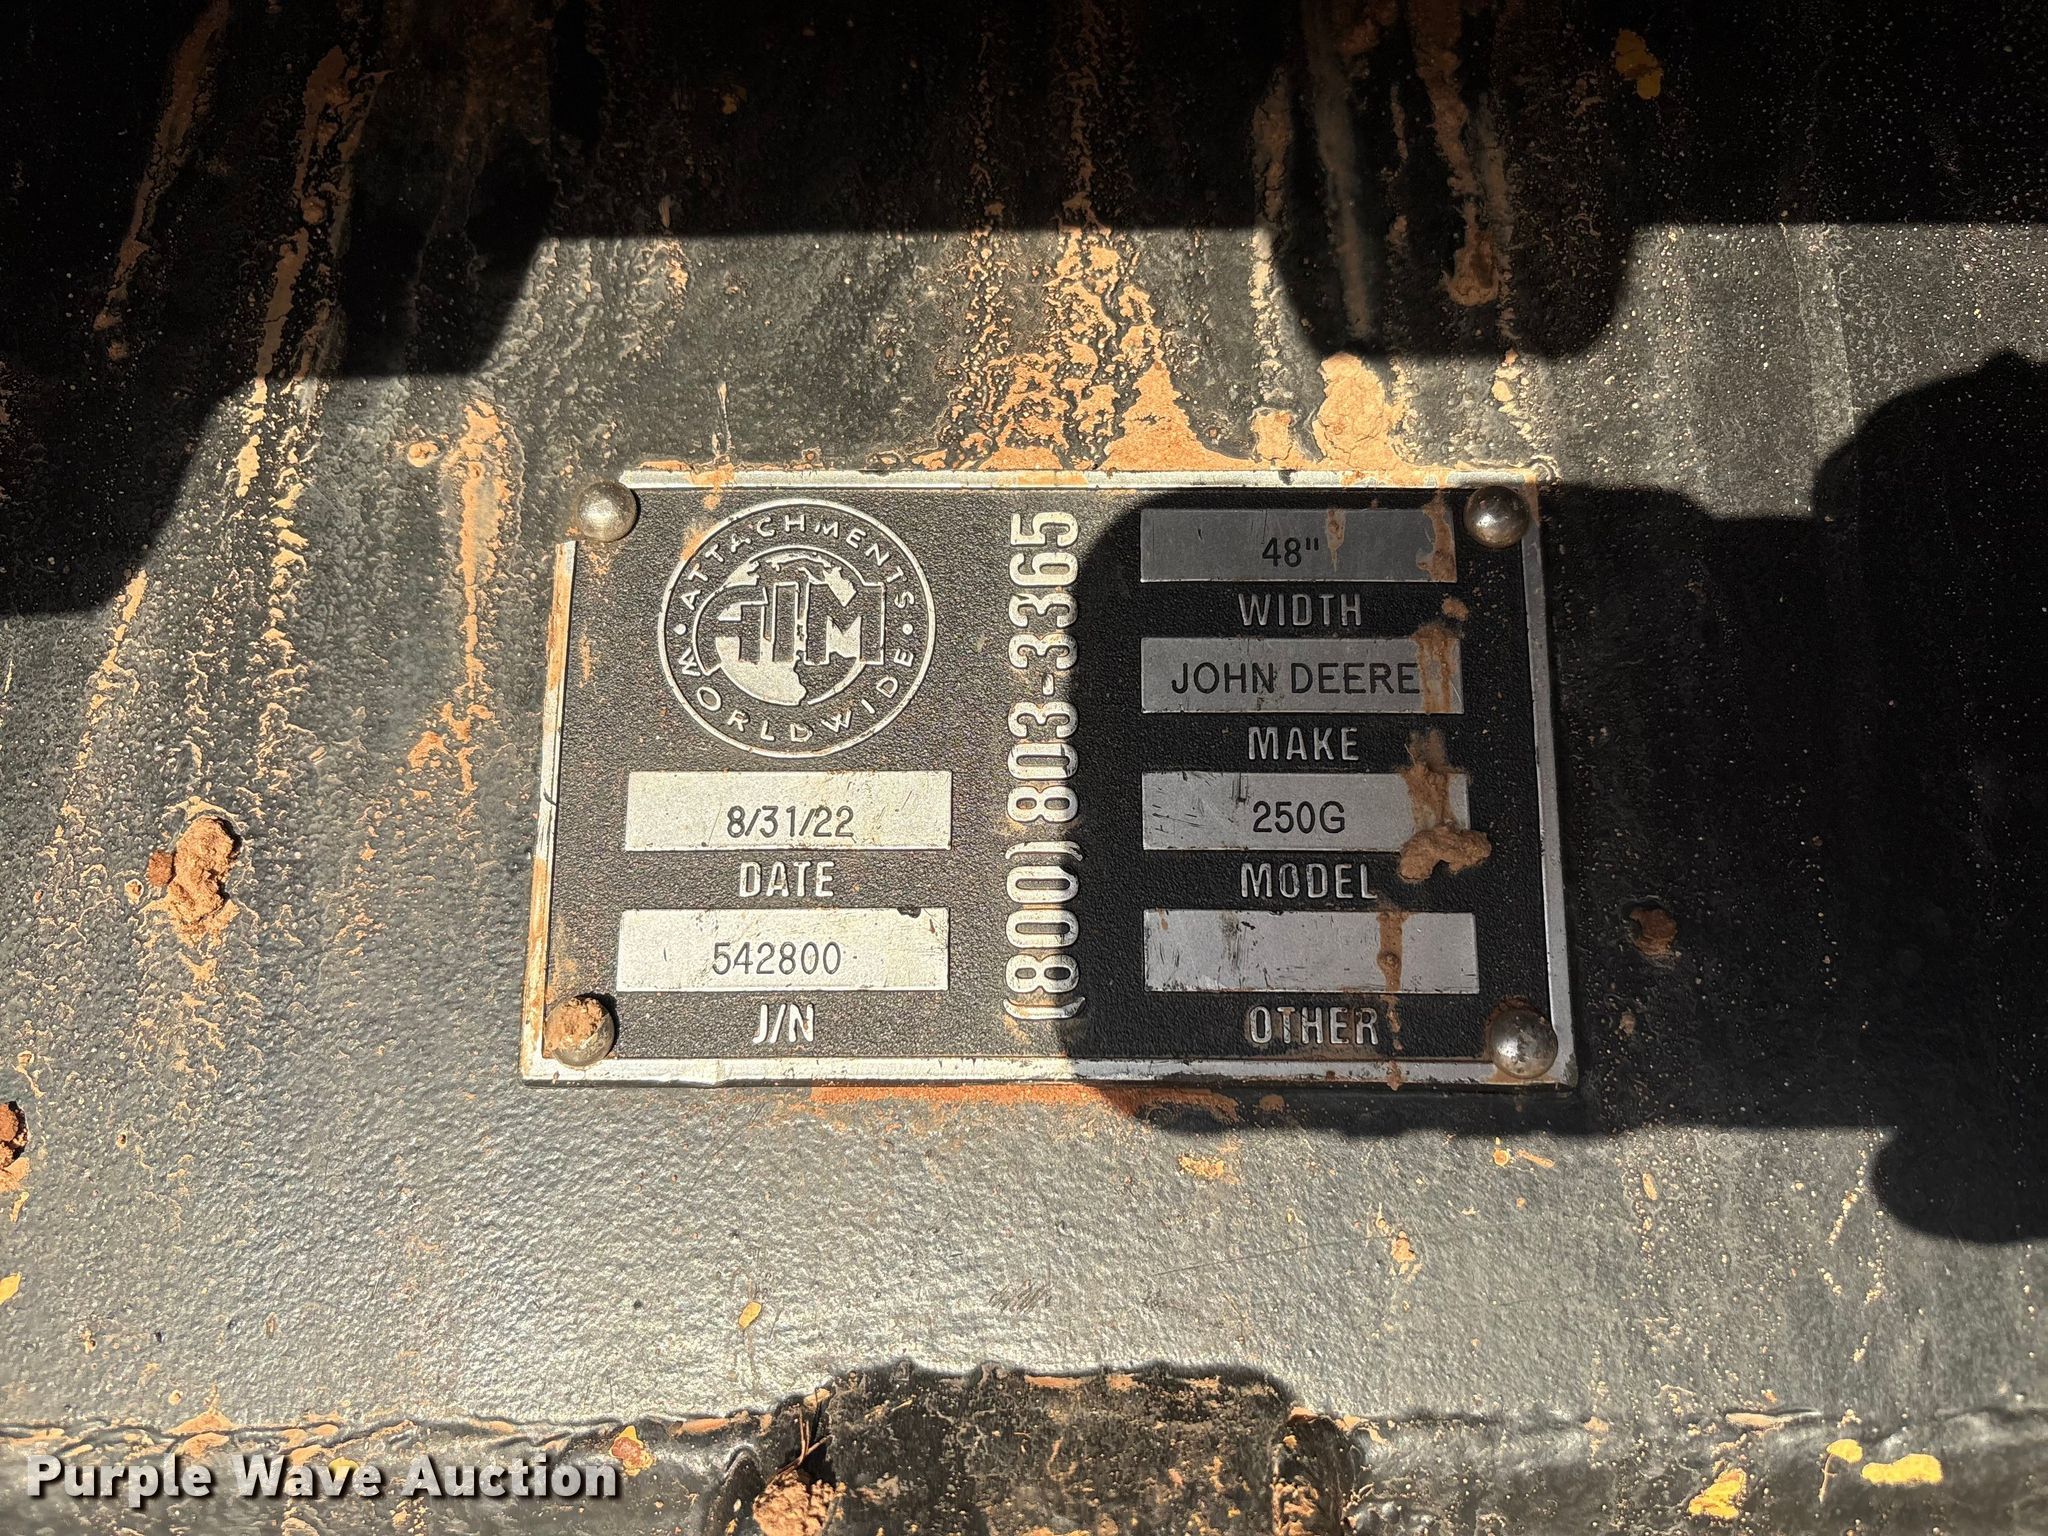 ATTACHMENTS
AIM
WORLDWIDE
8/31/22
DATE
542800
J/N
(800) 803-3365
48"
WIDTH
JOHN DEERE
MAKE
250G
MODEL
OTHER
Purple Wave Auction